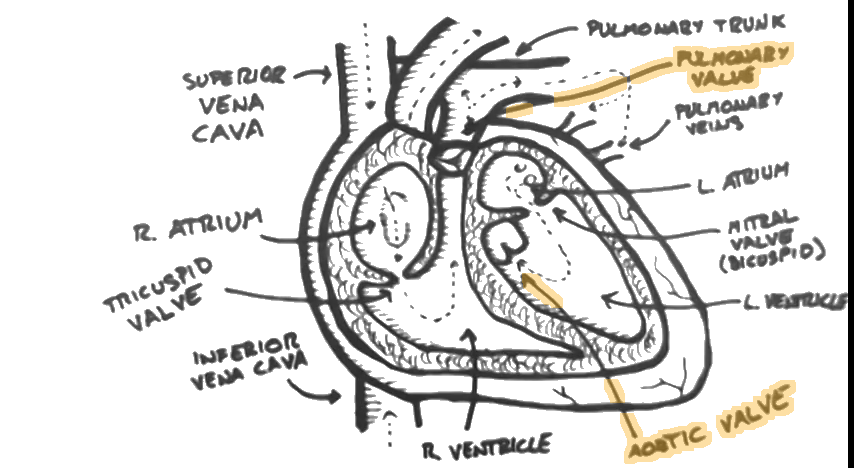 PULMONARY TRUNK
PULMONARY
VALVE
SUPERIOR
VENA
CAVA
PULMONARY
VEINS
L. ATRIUM
R. ATRIUM
MITRAL
VALVE
(BICUSPID)
TRICUSPID
VALVE
L. VENTRICLE
INFERIOR
VENA CAVA
AORTIC VALVE
R. VENTRICLE